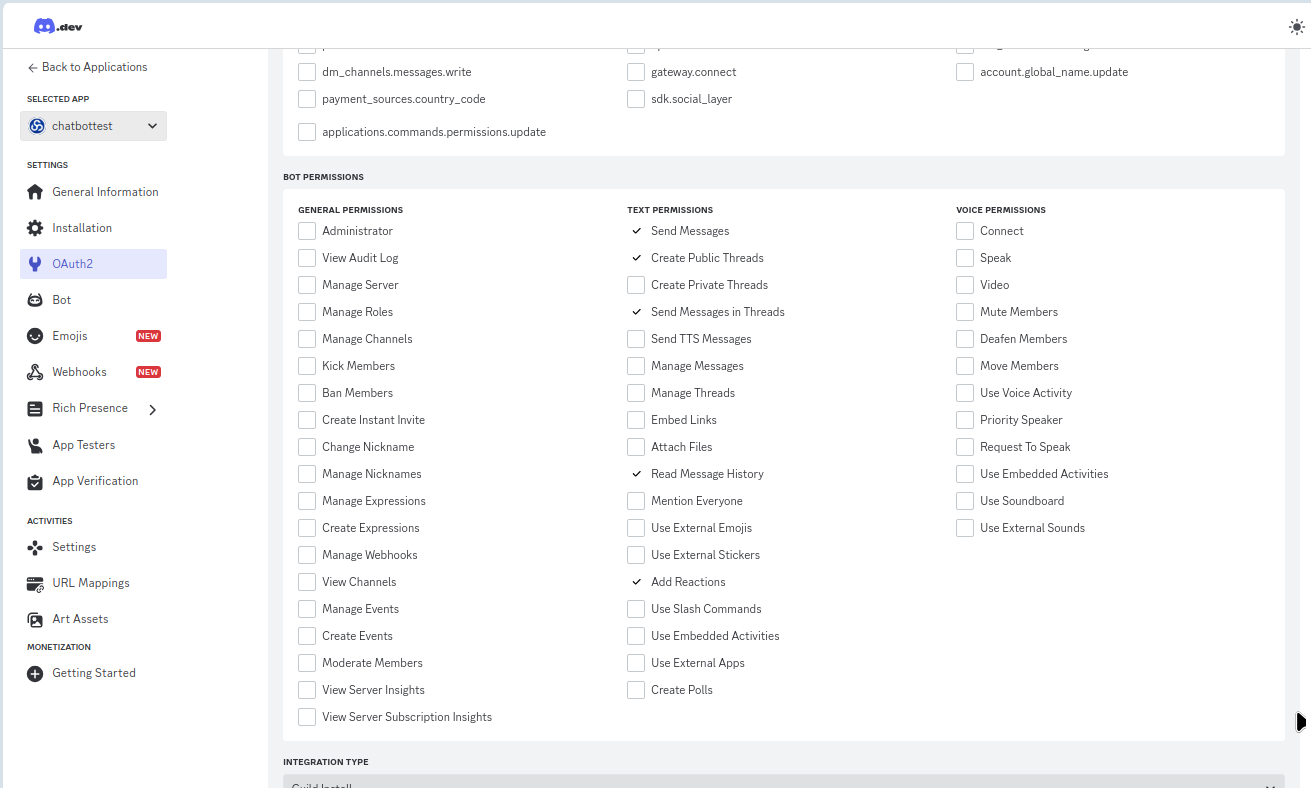 .dev
Back to Applications
SELECTED APP
chatbottest
SETTINGS
General Information
Installation
OAuth2
Bot
Emojis NEW
Webhooks NEW
Rich Presence
App Testers
App Verification
ACTIVITIES
Settings
URL Mappings
Art Assets
MONETIZATION
Getting Started
dm_channels.messages.write
gateway.connect
account.global_name.update
payment_sources.country_code
sdk.social_layer
applications.commands.permissions.update
BOT PERMISSIONS
GENERAL PERMISSIONS
Administrator
View Audit Log
Manage Server
Manage Roles
Manage Channels
Kick Members
Ban Members
Create Instant Invite
Change Nickname
Manage Nicknames
Manage Expressions
Create Expressions
Manage Webhooks
View Channels
Manage Events
Create Events
Moderate Members
View Server Insights
View Server Subscription Insights
TEXT PERMISSIONS
Send Messages
Create Public Threads
Create Private Threads
Send Messages in Threads
Send TTS Messages
Manage Messages
Manage Threads
Embed Links
Attach Files
Read Message History
Mention Everyone
Use External Emojis
Use External Stickers
Add Reactions
Use Slash Commands
Use Embedded Activities
Use External Apps
Create Polls
VOICE PERMISSIONS
Connect
Speak
Video
Mute Members
Deafen Members
Move Members
Use Voice Activity
Priority Speaker
Request To Speak
Use Embedded Activities
Use Soundboard
Use External Sounds
INTEGRATION TYPE
Guild Install